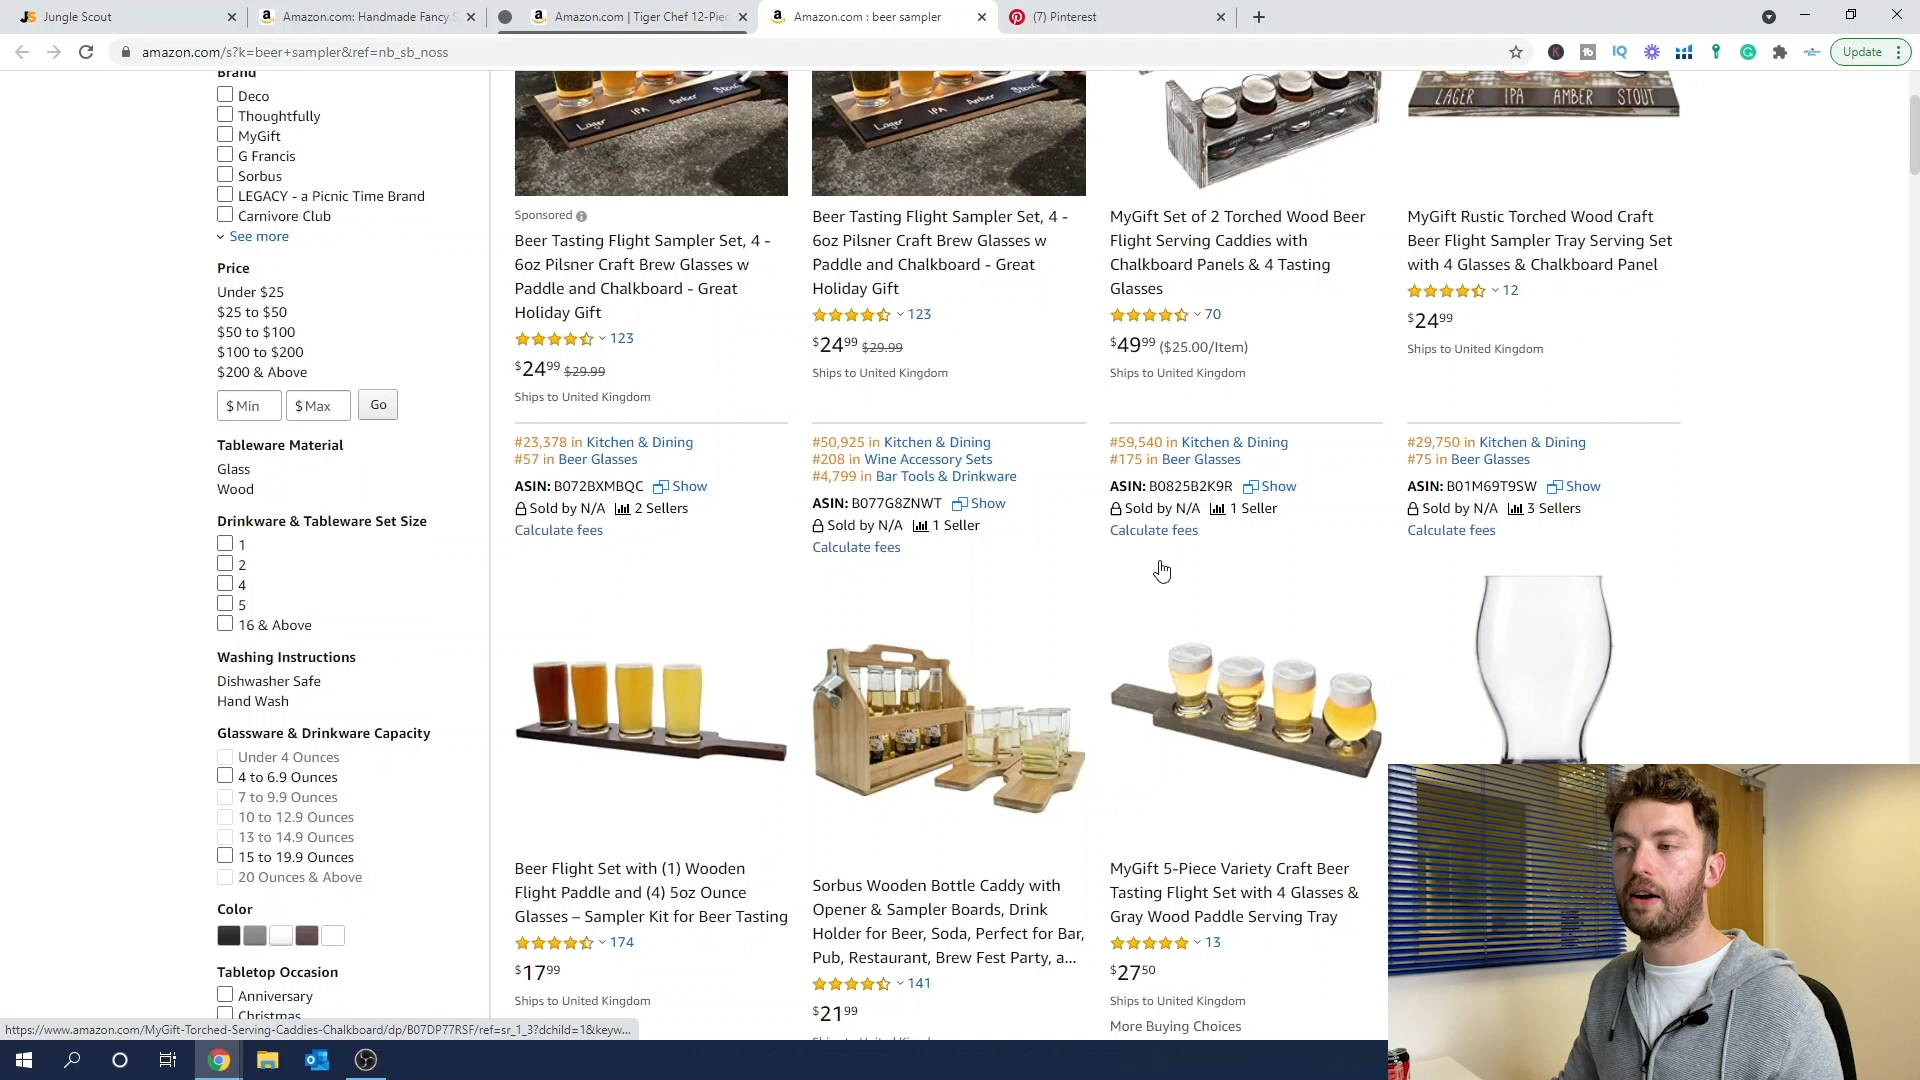 Jungle Scout
Amazon.com: Handmade Fancy S
Amazon.com | Tiger Chef 12-Piec
Amazon.com : beer sampler
(7) Pinterest
amazon.com/s?k=beer+sampler&ref=nb_sb_noss
Update
Brand
Deco
Thoughtfully
MyGift
G Francis
Sorbus
LEGACY - a Picnic Time Brand
Carnivore Club
See more
Price
Under $25
$25 to $50
$50 to $100
$100 to $200
$200 & Above
$ Min
$ Max
Go
Tableware Material
Glass
Wood
Drinkware & Tableware Set Size
1
2
4
5
16 & Above
Washing Instructions
Dishwasher Safe
Hand Wash
Glassware & Drinkware Capacity
Under 4 Ounces
4 to 6.9 Ounces
7 to 9.9 Ounces
10 to 12.9 Ounces
13 to 14.9 Ounces
15 to 19.9 Ounces
20 Ounces & Above
Color
Tabletop Occasion
Anniversary
Christmas
Lager IPA Amber Stout
Sponsored
Beer Tasting Flight Sampler Set, 4 -
6oz Pilsner Craft Brew Glasses w
Paddle and Chalkboard - Great
Holiday Gift
123
$24.99 $29.99
Ships to United Kingdom
#23,378 in Kitchen & Dining
#57 in Beer Glasses
ASIN: B072BXMBQC Show
Sold by N/A 2 Sellers
Calculate fees
Lager IPA Amber Stout
Beer Tasting Flight Sampler Set, 4 -
6oz Pilsner Craft Brew Glasses w
Paddle and Chalkboard - Great
Holiday Gift
123
$24.99 $29.99
Ships to United Kingdom
#50,925 in Kitchen & Dining
#208 in Wine Accessory Sets
#4,799 in Bar Tools & Drinkware
ASIN: B077G8ZNWT Show
Sold by N/A 1 Seller
Calculate fees
MyGift Set of 2 Torched Wood Beer
Flight Serving Caddies with
Chalkboard Panels & 4 Tasting
Glasses
70
$49.99 ($25.00/Item)
Ships to United Kingdom
#59,540 in Kitchen & Dining
#175 in Beer Glasses
ASIN: B0825B2K9R Show
Sold by N/A 1 Seller
Calculate fees
LAGER IPA AMBER STOUT
MyGift Rustic Torched Wood Craft
Beer Flight Sampler Tray Serving Set
with 4 Glasses & Chalkboard Panel
12
$24.99
Ships to United Kingdom
#29,750 in Kitchen & Dining
#75 in Beer Glasses
ASIN: B01M69T9SW Show
Sold by N/A 3 Sellers
Calculate fees
Beer Flight Set with (1) Wooden
Flight Paddle and (4) 5oz Ounce
Glasses – Sampler Kit for Beer Tasting
174
$17.99
Ships to United Kingdom
Sorbus Wooden Bottle Caddy with
Opener & Sampler Boards, Drink
Holder for Beer, Soda, Perfect for Bar,
Pub, Restaurant, Brew Fest Party, a...
141
$21.99
MyGift 5-Piece Variety Craft Beer
Tasting Flight Set with 4 Glasses &
Gray Wood Paddle Serving Tray
13
$27.50
Ships to United Kingdom
More Buying Choices
https://www.amazon.com/MyGift-Torched-Serving-Caddies-Chalkboard/dp/B07DP77RSF/ref=sr_1_3?dchild=1&keyw...